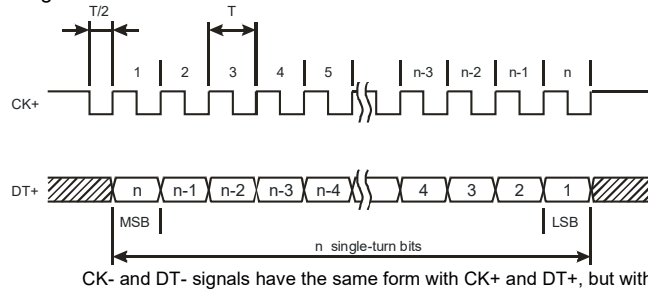 T/2 T
1 2 3 4 5 n-3 n-2 n-1 n
CK+
DT+ n n-1 n-2 n-3 n-4 4 3 2 1
MSB LSB
n single-turn bits
CK- and DT- signals have the same form with CK+ and DT+, but with